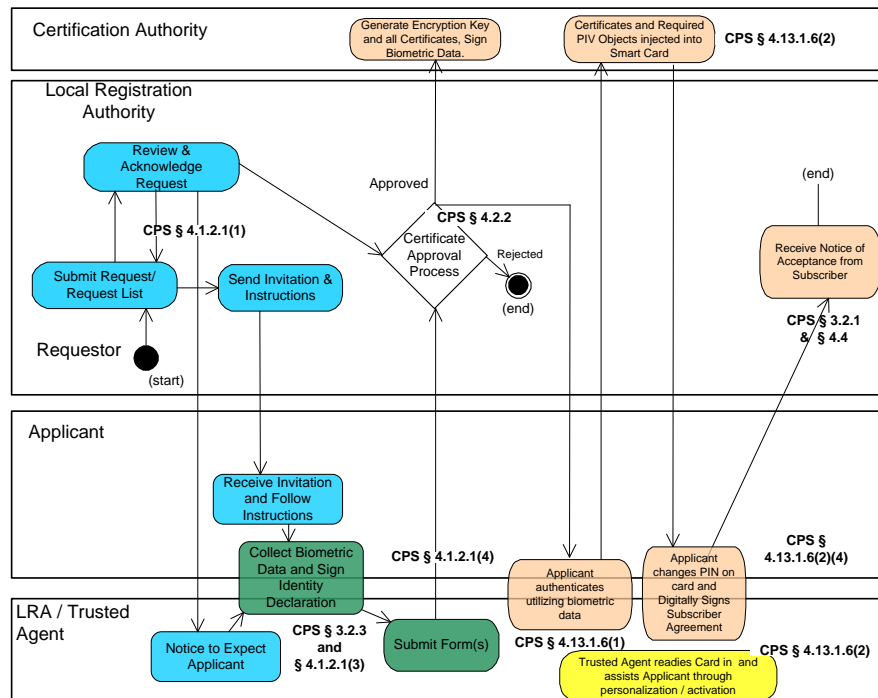 Certification Authority
Generate Encryption Key
and all Certificates, Sign
Biometric Data.
Certificates and Required
PIV Objects injected into
Smart Card
CPS § 4.13.1.6(2)
Local Registration
Authority
Review &
Acknowledge
Request
CPS § 4.1.2.1(1)
Submit Request/
Request List
Send Invitation &
Instructions
Requestor
(start)
Approved
CPS § 4.2.2
Certificate
Approval
Process
Rejected
(end)
(end)
Receive Notice of
Acceptance from
Subscriber
CPS § 3.2.1
& § 4.4
Applicant
Receive Invitation
and Follow
Instructions
Collect Biometric
Data and Sign
Identity
Declaration
CPS § 4.1.2.1(4)
Applicant
authenticates
utilizing biometric
data
Applicant
changes PIN on
card and
Digitally Signs
Subscriber
Agreement
CPS §
4.13.1.6(2)(4)
LRA / Trusted
Agent
Notice to Expect
Applicant
CPS § 3.2.3
and
§ 4.1.2.1(3)
Submit Form(s)
CPS § 4.13.1.6(1)
CPS § 4.13.1.6(2)
Trusted Agent readies Card in and
assists Applicant through
personalization / activation